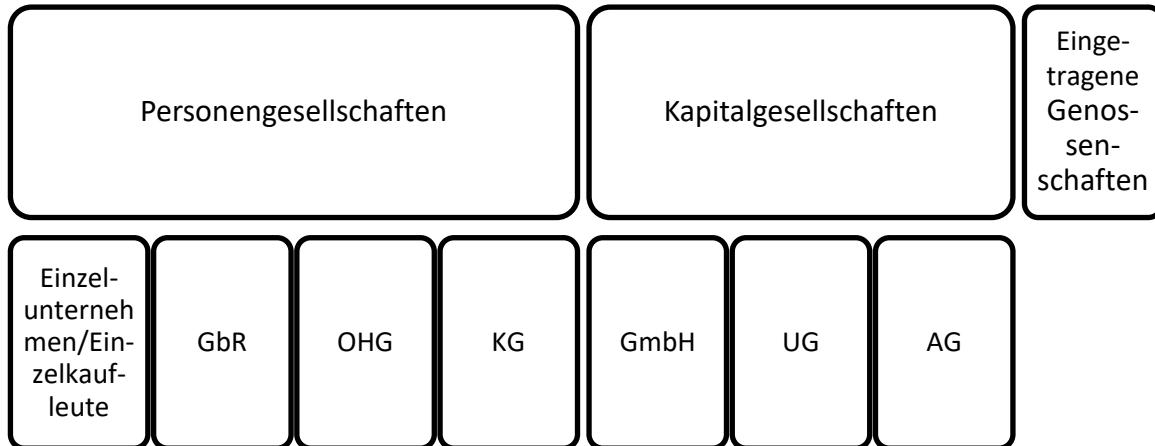 Personengesellschaften
Kapitalgesellschaften
Einge-
tragene
Genos-
sen-
schaften
Einzel-
unterneh
men/Ein-
zelkauf-
leute
GbR
OHG
KG
GmbH
UG
AG